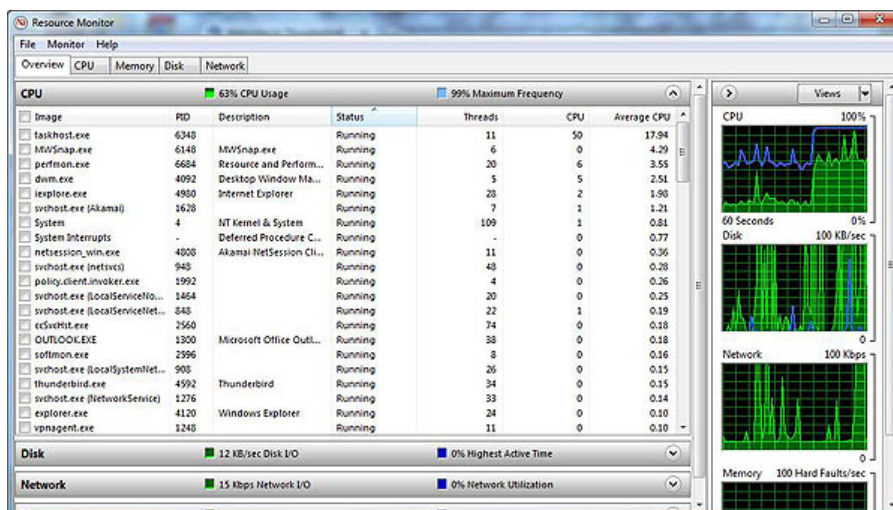 Resource Monitor
File Monitor Help
Overview CPU Memory Disk Network
CPU 63% CPU Usage 99% Maximum Frequency
Image PID Description Status Threads CPU Average CPU
taskhost.exe 6348 Running 11 50 17.94
MWSnap.exe 6148 MWSnap.exe Running 6 0 4.29
perfmon.exe 6684 Resource and Perform... Running 20 6 3.55
dwm.exe 4092 Desktop Window Ma... Running 5 5 2.51
iexplore.exe 4980 Internet Explorer Running 28 2 1.98
svchost.exe (Akamai) 1628 Running 7 1 1.21
System 4 NT Kernel & System Running 109 1 0.81
System Interrupts - Deferred Procedure C... Running - 0 0.77
netsession_win.exe 4808 Akamai NetSession Cli... Running 11 0 0.36
svchost.exe (netsvcs) 948 Running 48 0 0.28
policy.client.invoker.exe 1992 Running 4 0 0.26
svchost.exe (LocalServiceNo... 1464 Running 20 0 0.25
svchost.exe (LocalServiceNet... 848 Running 22 1 0.19
ccSvcHst.exe 2560 Running 74 0 0.18
OUTLOOK.EXE 1300 Microsoft Office Outl... Running 38 0 0.18
softmon.exe 2596 Running 8 0 0.16
svchost.exe (LocalSystemNet... 908 Running 26 0 0.15
thunderbird.exe 4592 Thunderbird Running 34 0 0.15
svchost.exe (NetworkService) 1276 Running 33 0 0.14
explorer.exe 4120 Windows Explorer Running 24 0 0.10
vpnagent.exe 1248 Running 11 0 0.10
Disk 12 KB/sec Disk I/O 0% Highest Active Time
Network 15 Kbps Network I/O 0% Network Utilization
Views
CPU 100%
60 Seconds 0%
Disk 100 KB/sec
0
Network 100 Kbps
0
Memory 100 Hard Faults/sec